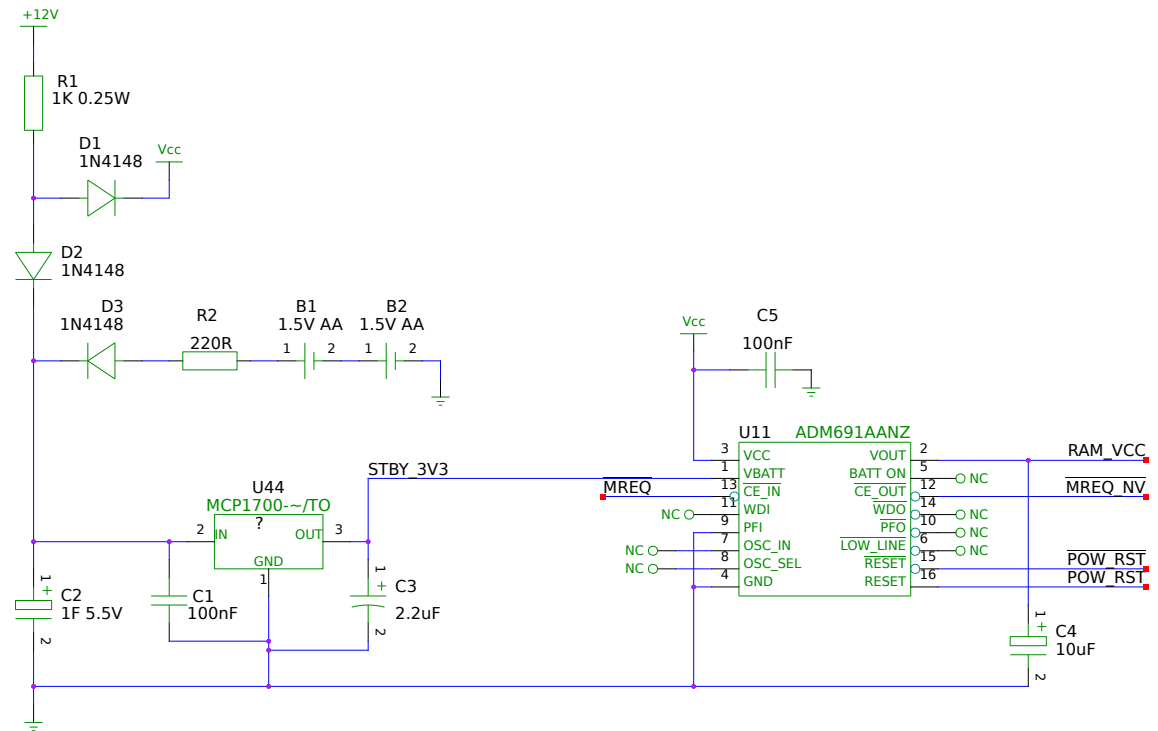 +12V
R1
1K 0.25W
D1
1N4148
Vcc
D2
1N4148
D3
1N4148
R2
220R
B1
1.5V AA
B2
1.5V AA
1 2 1 2
Vcc
C5
100nF
U11 ADM691AANZ
3 VCC VOUT 2 RAM_VCC
STBY_3V3 1 VBATT BATT ON 5 NC
MREQ 13 CE_IN CE_OUT 12 MREQ_NV
NC 11 WDI WDO 14 NC
9 PFI PFO 10 NC
NC 7 OSC_IN LOW_LINE 6 NC
NC 8 OSC_SEL RESET 15 POW_RST
4 GND RESET 16 POW_RST
U44
MCP1700-~/TO
?
2 IN OUT 3
GND
1
1 +
C2
1F 5.5V
2
C1
100nF
1 +
C3
2.2uF
2
1 +
C4
10uF
2